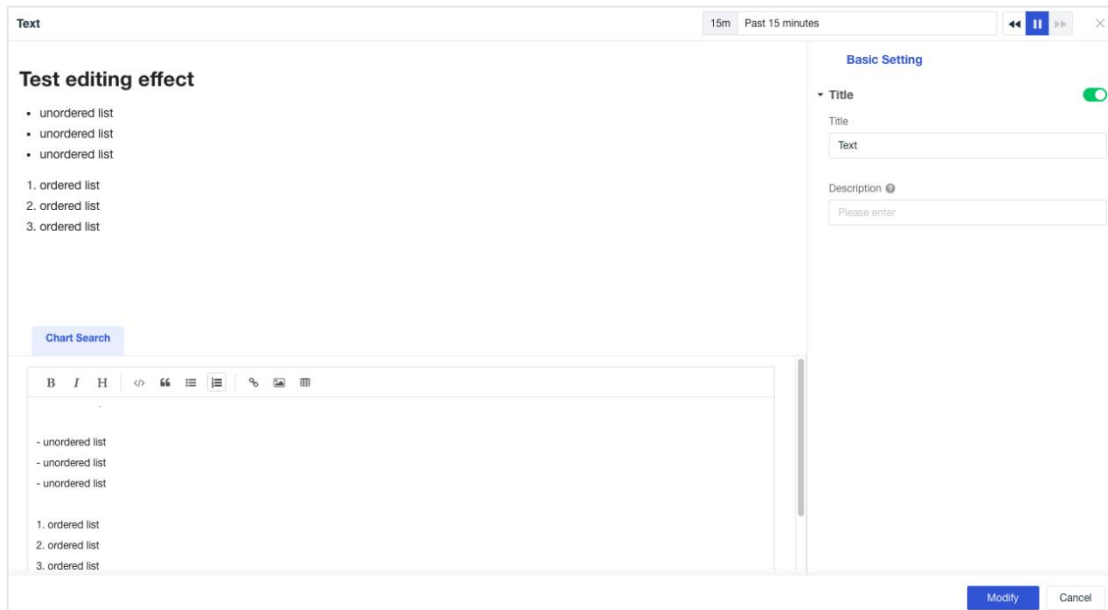 Text
15m Past 15 minutes
Test editing effect
• unordered list
• unordered list
• unordered list
1. ordered list
2. ordered list
3. ordered list
Chart Search
B I H
- unordered list
- unordered list
- unordered list
1. ordered list
2. ordered list
3. ordered list
Basic Setting
Title
Title
Text
Description
Please enter
Modify Cancel